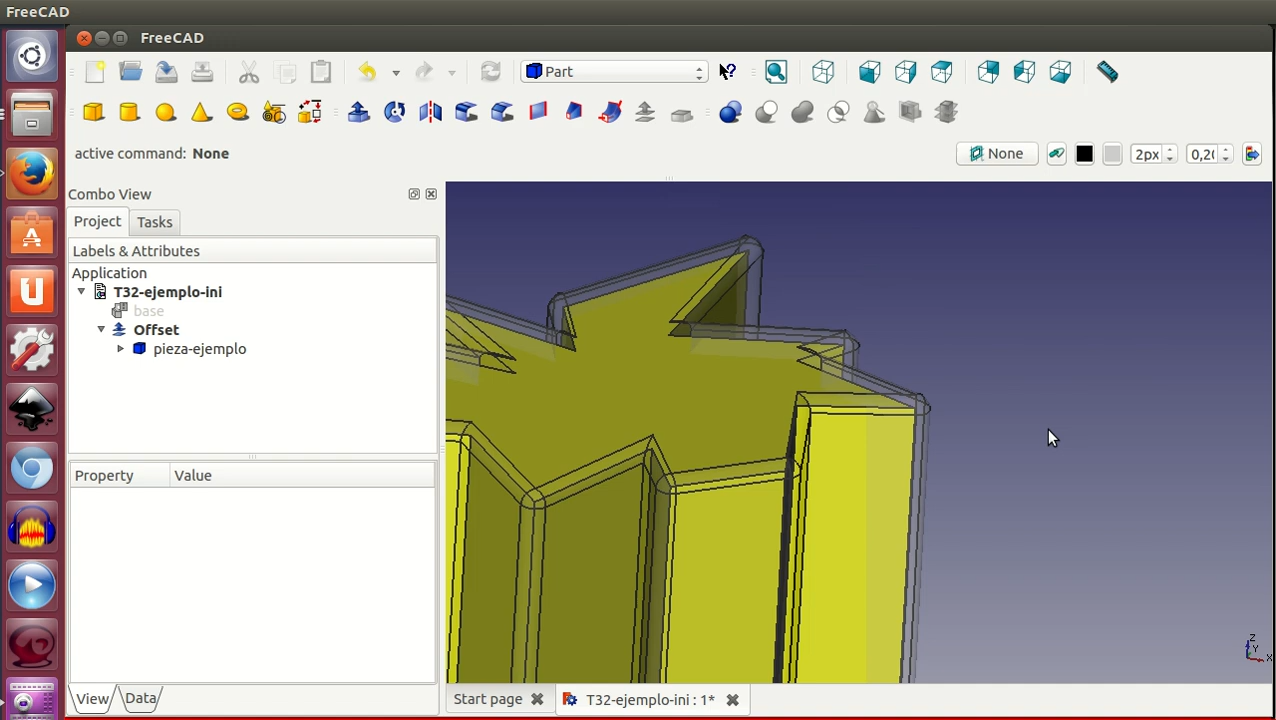 FreeCAD
FreeCAD
Part
active command: None
None
2px
0,20
Combo View
Project
Tasks
Labels & Attributes
Application
T32-ejemplo-ini
base
Offset
pieza-ejemplo
Property
Value
View
Data
Start page
T32-ejemplo-ini : 1*
Z
Y
X